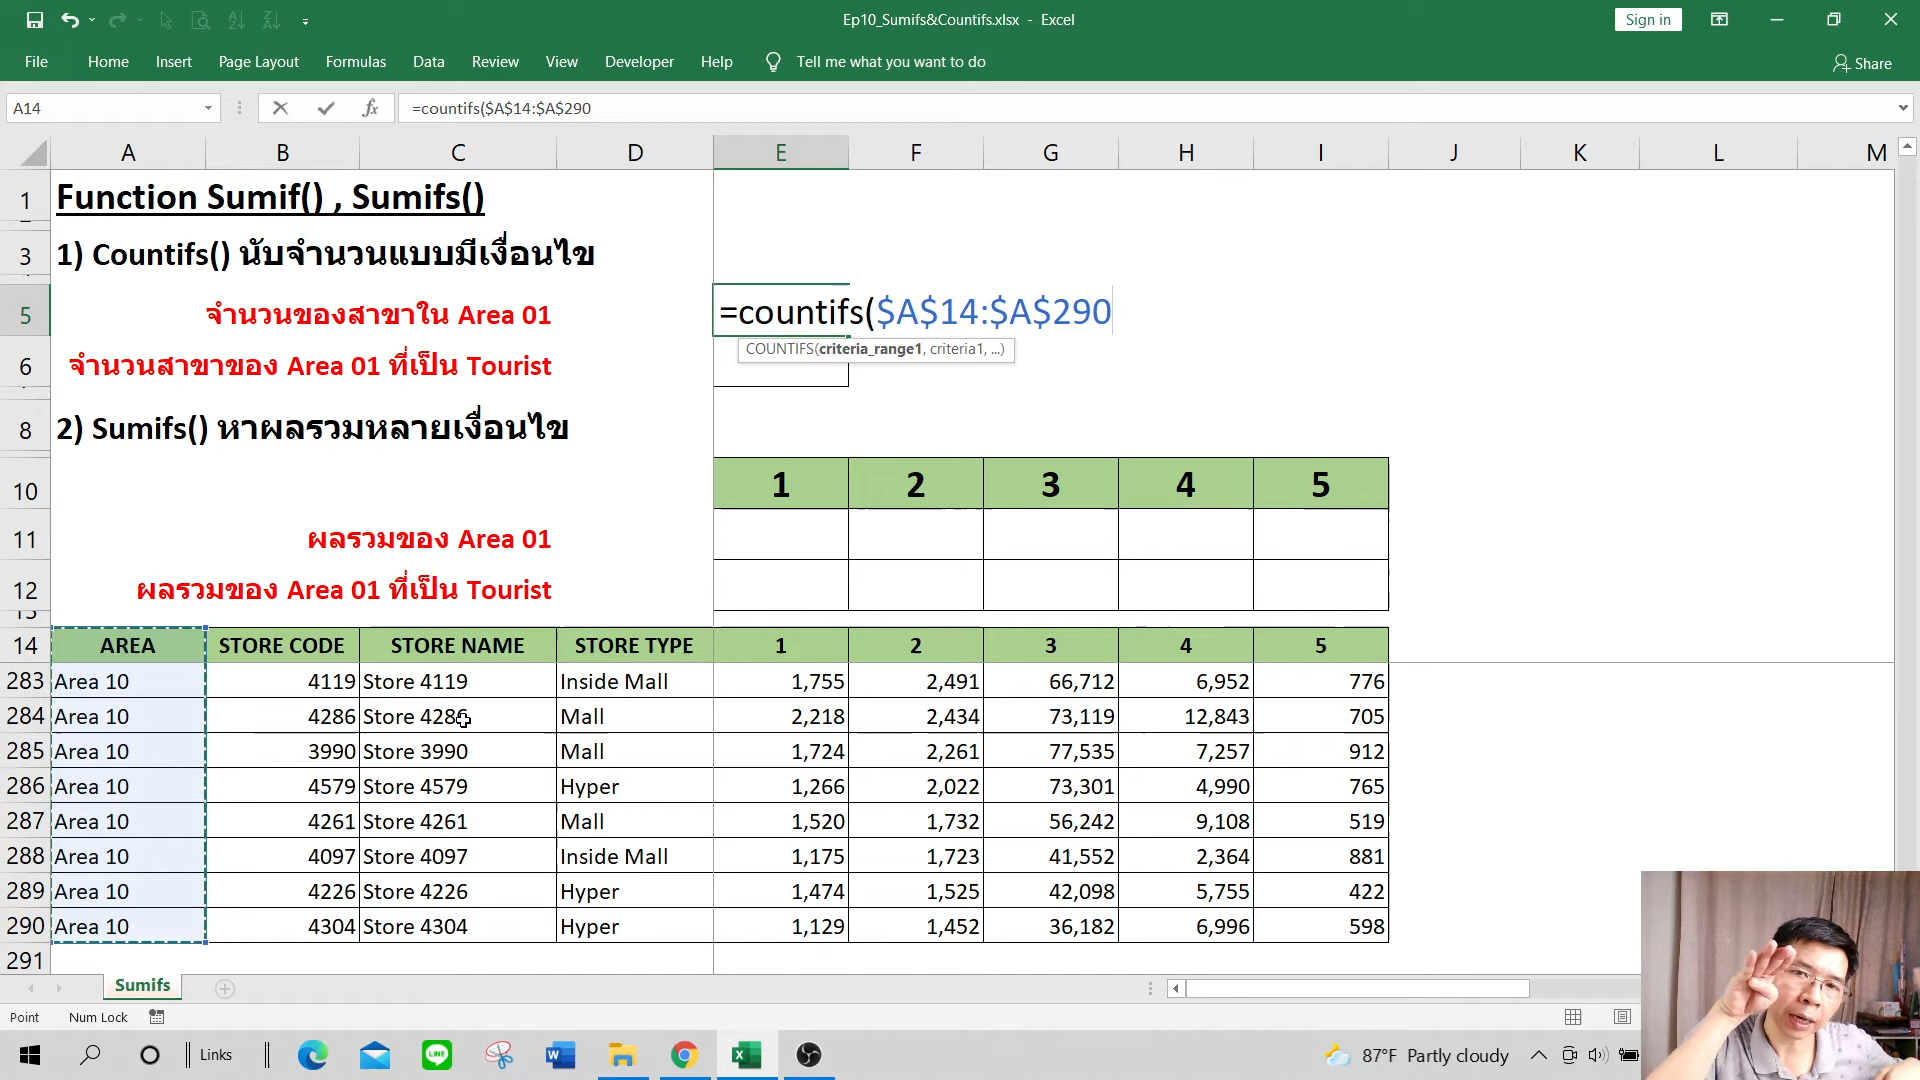 Ep10_Sumifs&Countifs.xlsx - Excel
Sign in
File Home Insert Page Layout Formulas Data Review View Developer Help Tell me what you want to do Share
A14 fx =countifs($A$14:$A$290
A B C D E F G H I J K L M
1 Function Sumif() , Sumifs()
3 1) Countifs() นับจำนวนแบบมีเงื่อนไข
5 จำนวนของสาขาใน Area 01 =countifs($A$14:$A$290
COUNTIFS(criteria_range1, criteria1, ...)
6 จำนวนสาขาของ Area 01 ที่เป็น Tourist
8 2) Sumifs() หาผลรวมหลายเงื่อนไข
10 1 2 3 4 5
11 ผลรวมของ Area 01
12 ผลรวมของ Area 01 ที่เป็น Tourist
13
14 AREA STORE CODE STORE NAME STORE TYPE 1 2 3 4 5
283 Area 10 4119 Store 4119 Inside Mall 1,755 2,491 66,712 6,952 776
284 Area 10 4286 Store 4286 Mall 2,218 2,434 73,119 12,843 705
285 Area 10 3990 Store 3990 Mall 1,724 2,261 77,535 7,257 912
286 Area 10 4579 Store 4579 Hyper 1,266 2,022 73,301 4,990 765
287 Area 10 4261 Store 4261 Mall 1,520 1,732 56,242 9,108 519
288 Area 10 4097 Store 4097 Inside Mall 1,175 1,723 41,552 2,364 881
289 Area 10 4226 Store 4226 Hyper 1,474 1,525 42,098 5,755 422
290 Area 10 4304 Store 4304 Hyper 1,129 1,452 36,182 6,996 598
291
Sumifs
Point Num Lock
Links LINE 87°F Partly cloudy